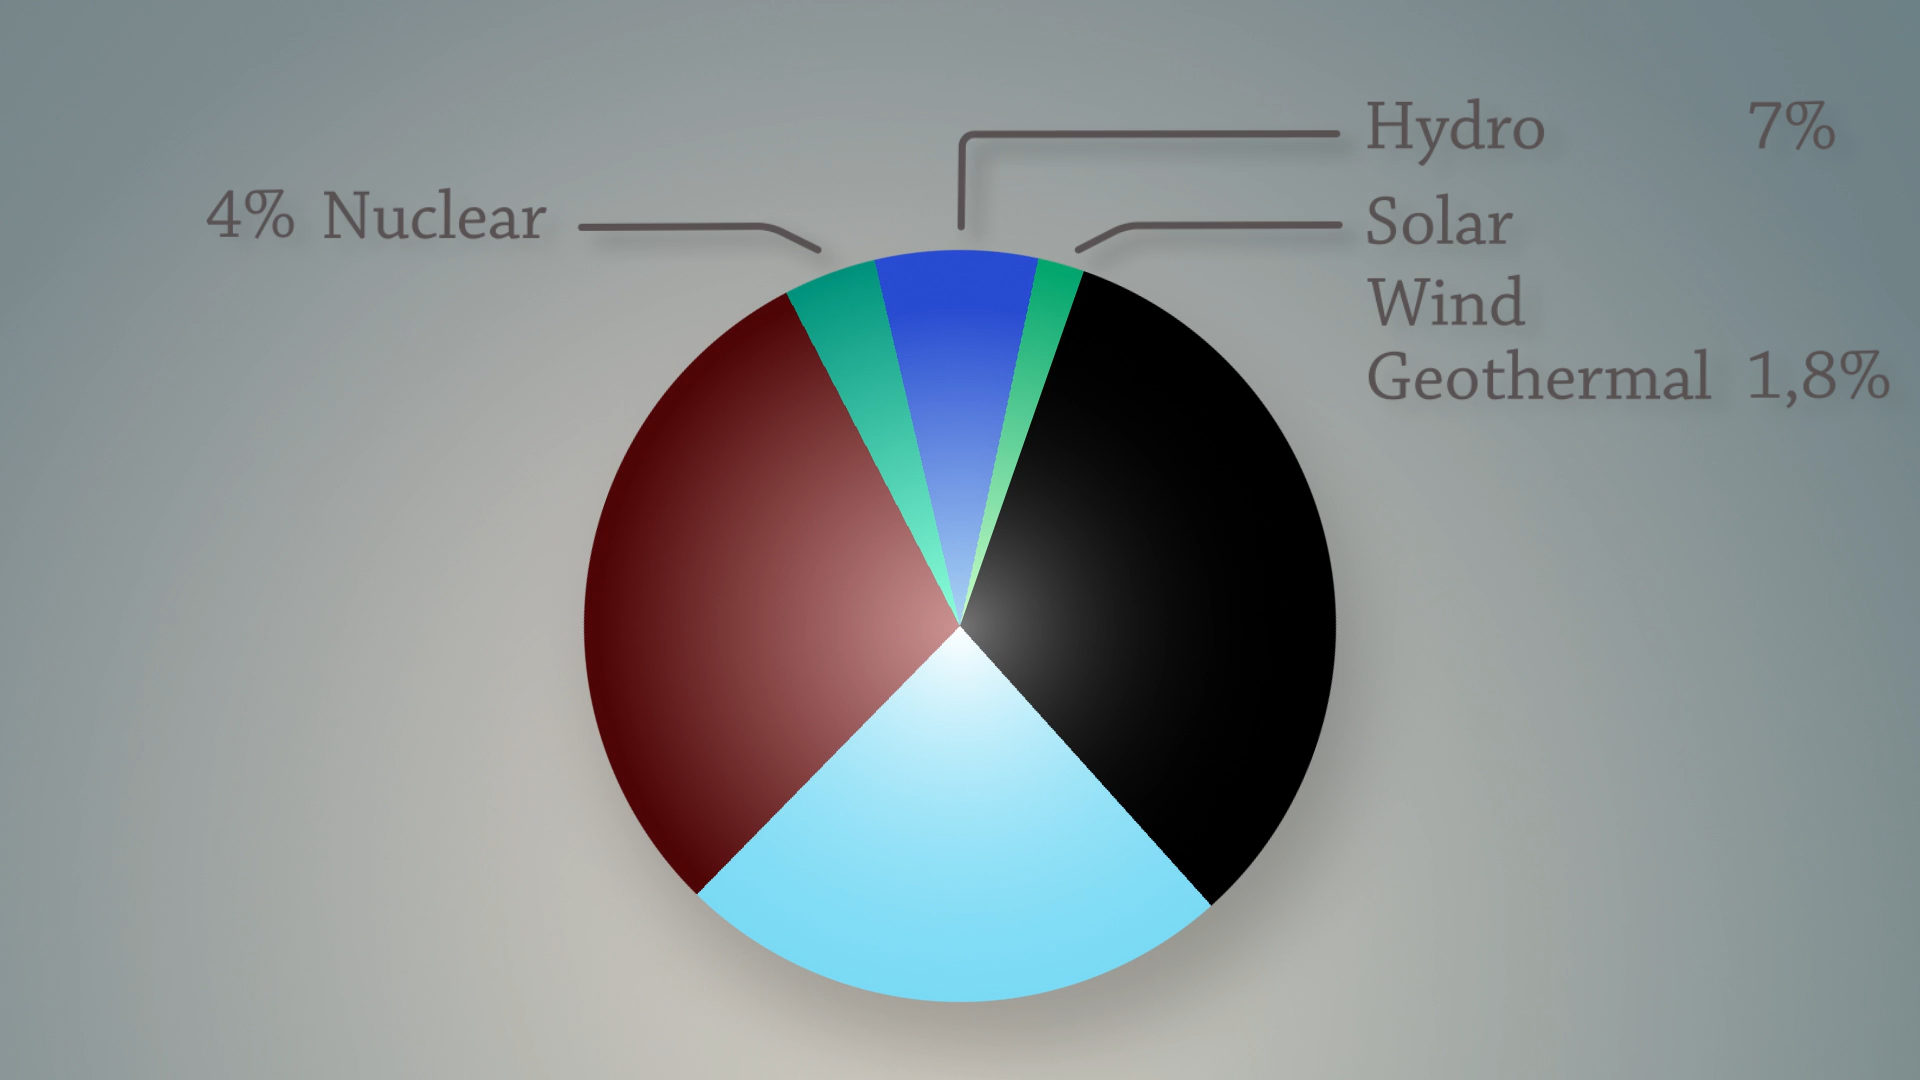 Hydro 7%
4% Nuclear
Solar
Wind
Geothermal 1,8%